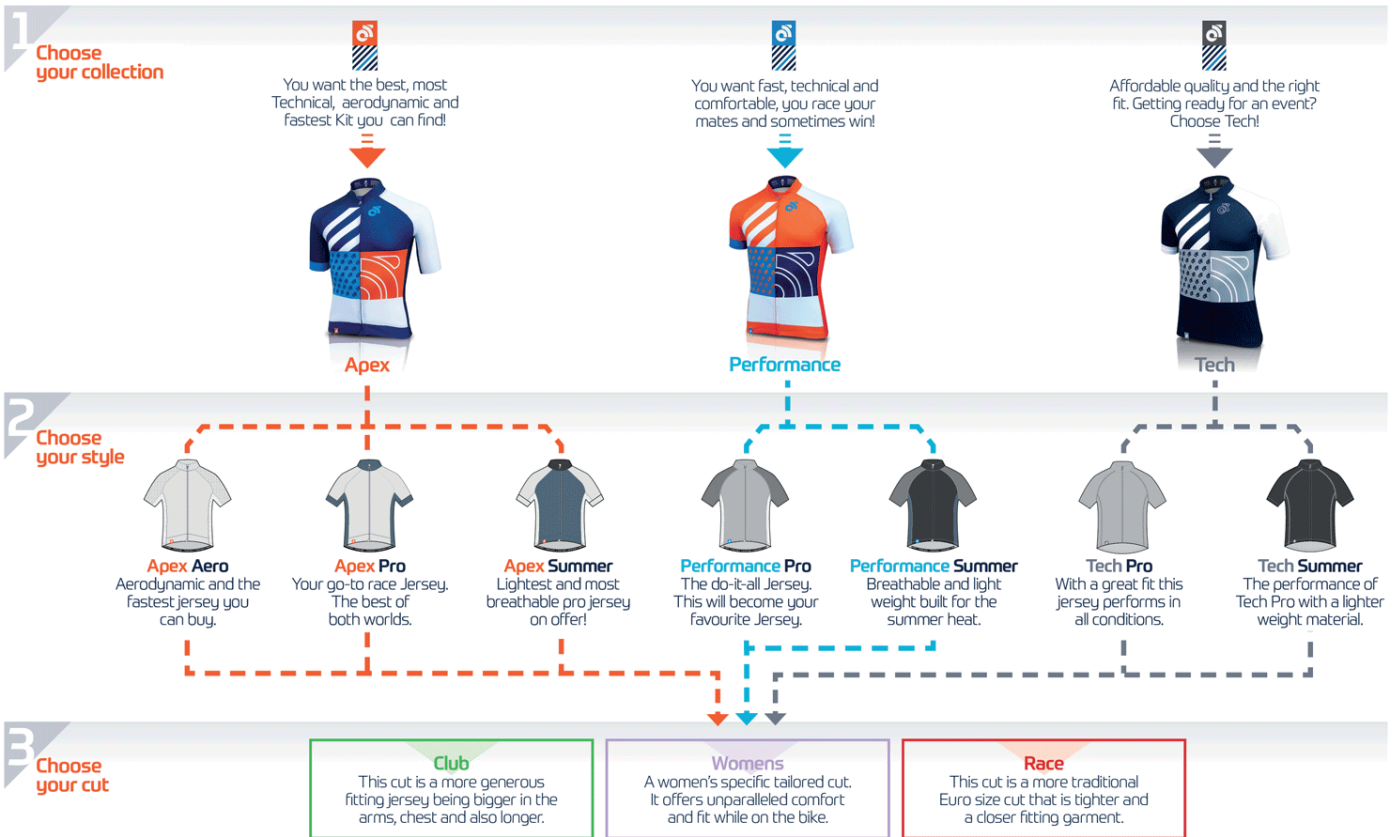 1
Choose
your collection
You want the best, most
Technical, aerodynamic and
fastest Kit you can find!
You want fast, technical and
comfortable, you race your
mates and sometimes win!
Affordable quality and the right
fit. Getting ready for an event?
Choose Tech!
Apex
Performance
Tech
2
Choose
your style
Apex Aero
Aerodynamic and the
fastest jersey you
can buy.
Apex Pro
Your go-to race Jersey.
The best of
both worlds.
Apex Summer
Lightest and most
breathable pro jersey
on offer!
Performance Pro
The do-it-all Jersey.
This will become your
favourite Jersey.
Performance Summer
Breathable and light
weight built for the
summer heat.
Tech Pro
With a great fit this
jersey performs in
all conditions.
Tech Summer
The performance of
Tech Pro with a lighter
weight material.
3
Choose
your cut
Club
This cut is a more generous
fitting jersey being bigger in the
arms, chest and also longer.
Womens
A women's specific tailored cut.
It offers unparalleled comfort
and fit while on the bike.
Race
This cut is a more traditional
Euro size cut that is tighter and
a closer fitting garment.